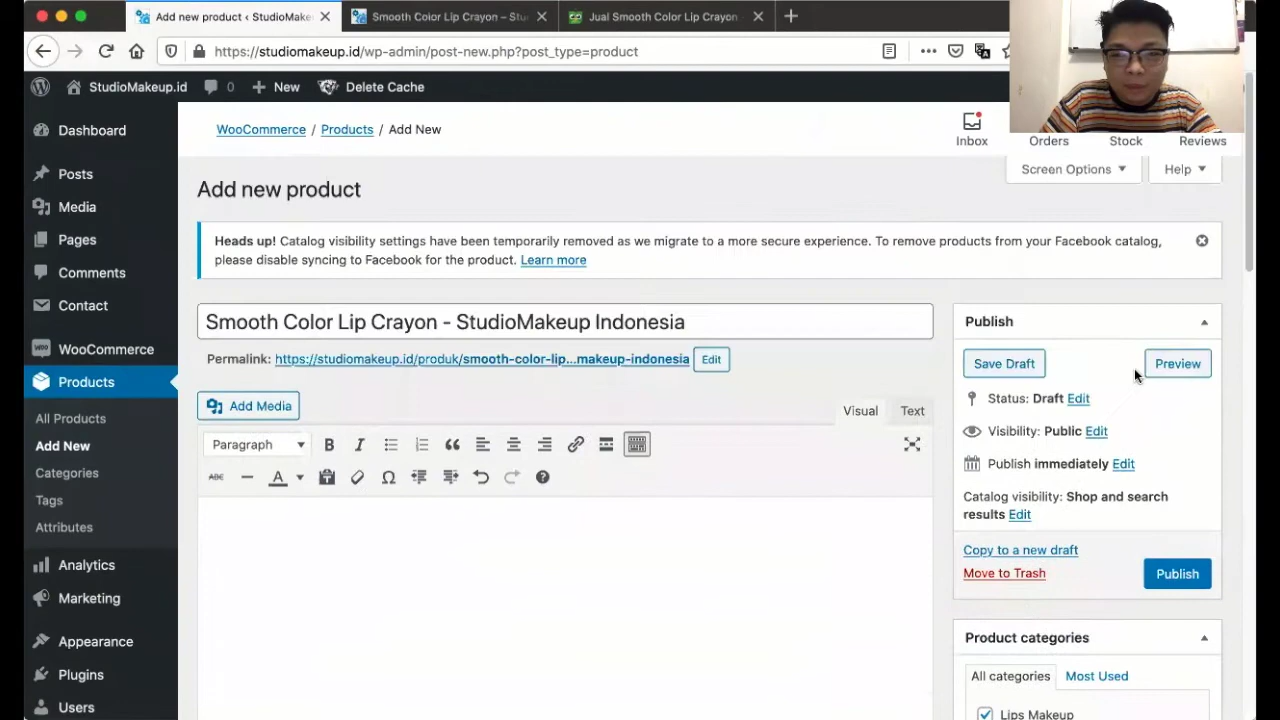 Add new product ‹ StudioMake
Smooth Color Lip Crayon – Stu
Jual Smooth Color Lip Crayon
https://studiomakeup.id/wp-admin/post-new.php?post_type=product
StudioMakeup.id 0 New Delete Cache
WooCommerce / Products / Add New
Inbox Orders Stock Reviews
Screen Options Help
Dashboard
Posts
Media
Pages
Comments
Contact
WooCommerce
Products
All Products
Add New
Categories
Tags
Attributes
Analytics
Marketing
Appearance
Plugins
Users
Add new product
Heads up! Catalog visibility settings have been temporarily removed as we migrate to a more secure experience. To remove products from your Facebook catalog,
please disable syncing to Facebook for the product. Learn more
Smooth Color Lip Crayon - StudioMakeup Indonesia
Permalink: https://studiomakeup.id/produk/smooth-color-lip...makeup-indonesia Edit
Add Media
Visual Text
Paragraph B I
ABC A
Publish
Save Draft Preview
Status: Draft Edit
Visibility: Public Edit
Publish immediately Edit
Catalog visibility: Shop and search
results Edit
Copy to a new draft
Move to Trash Publish
Product categories
All categories Most Used
Lips Makeup